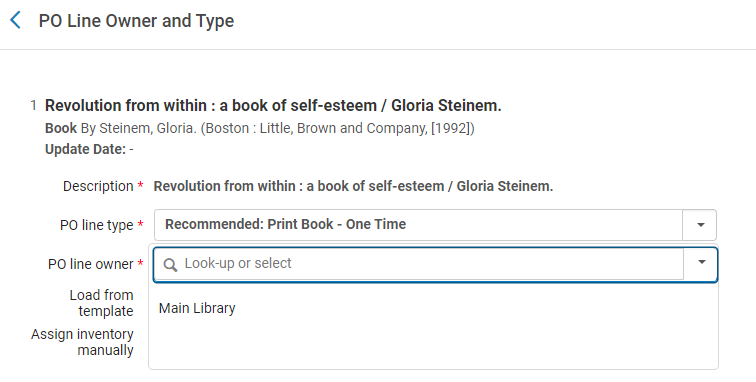 PO Line Owner and Type
1 Revolution from within : a book of self-esteem / Gloria Steinem.
Book By Steinem, Gloria. (Boston : Little, Brown and Company, [1992])
Update Date: -
Description * Revolution from within : a book of self-esteem / Gloria Steinem.
PO line type * Recommended: Print Book - One Time
PO line owner * Look-up or select
Load from
template
Main Library
Assign inventory
manually